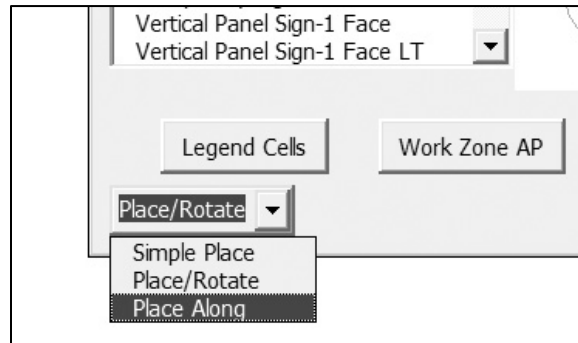 Vertical Panel Sign-1 Face
Vertical Panel Sign-1 Face LT
Legend Cells
Work Zone AP
Place/Rotate
Simple Place
Place/Rotate
Place Along